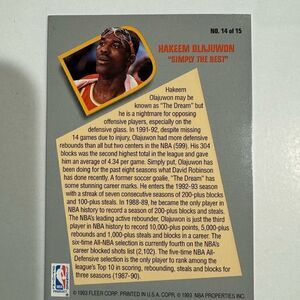 NO. 14 of 15
HAKEEM OLAJUWON
"SIMPLY THE BEST"
Hakeem
Olajuwon may be
known as "The Dream" but
he is a nightmare for opposing
offensive players, especially on the
defensive glass. In 1991-92, despite missing
14 games due to injury, Olajuwon had more defensive
rebounds than all but two centers in the NBA (599). His 304
blocks was the second highest total in the league and gave
him an average of 4.34 per game. Simply put, Olajuwon has
been doing for the past eight seasons what David Robinson
has done recently. A former soccer goalie, "The Dream" has
some stunning career marks. He enters the 1992-93 season
with a streak of seven consecutive seasons of 200-plus blocks
and 100-plus steals. In 1988-89, he became the only player in
NBA history to record a season of 200-plus blocks and steals.
The NBA's leading active rebounder, Olajuwon is just the third
player in NBA history to record 10,000-plus points, 5,000-plus
rebounds and 1,000-plus steals and blocks in a career. The
six-time All-NBA selection is currently fourth on the NBA's
career blocked shots list (2,102). The five-time NBA All-
Defensive selection is the only player to rank among the
league's Top 10 in scoring, rebounding, steals and blocks for
three seasons (1987-90).
NBA
© 1993 FLEER CORP. PRINTED IN U.S.A. COPR. © 1993 NBA PROPERTIES INC.